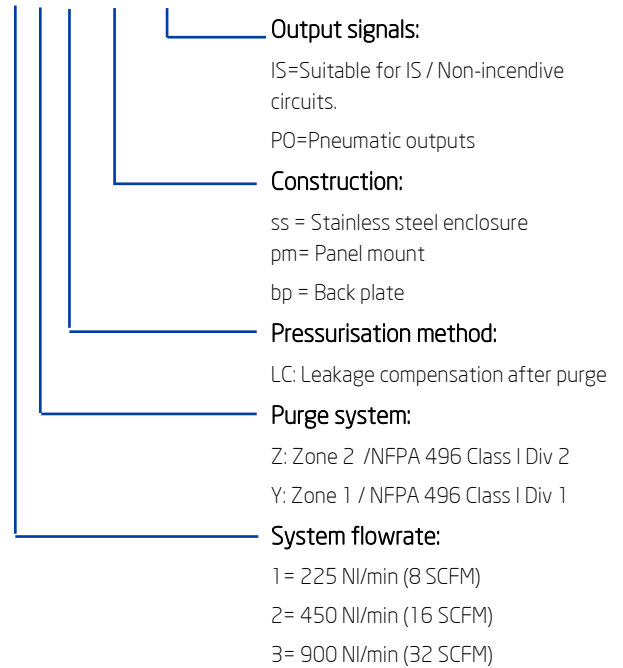 Output signals:
IS=Suitable for IS / Non-incendive
circuits.
PO=Pneumatic outputs
Construction:
ss = Stainless steel enclosure
pm= Panel mount
bp = Back plate
Pressurisation method:
LC: Leakage compensation after purge
Purge system:
Z: Zone 2 /NFPA 496 Class I Div 2
Y: Zone 1 / NFPA 496 Class I Div 1
System flowrate:
1= 225 Nl/min (8 SCFM)
2= 450 Nl/min (16 SCFM)
3= 900 Nl/min (32 SCFM)